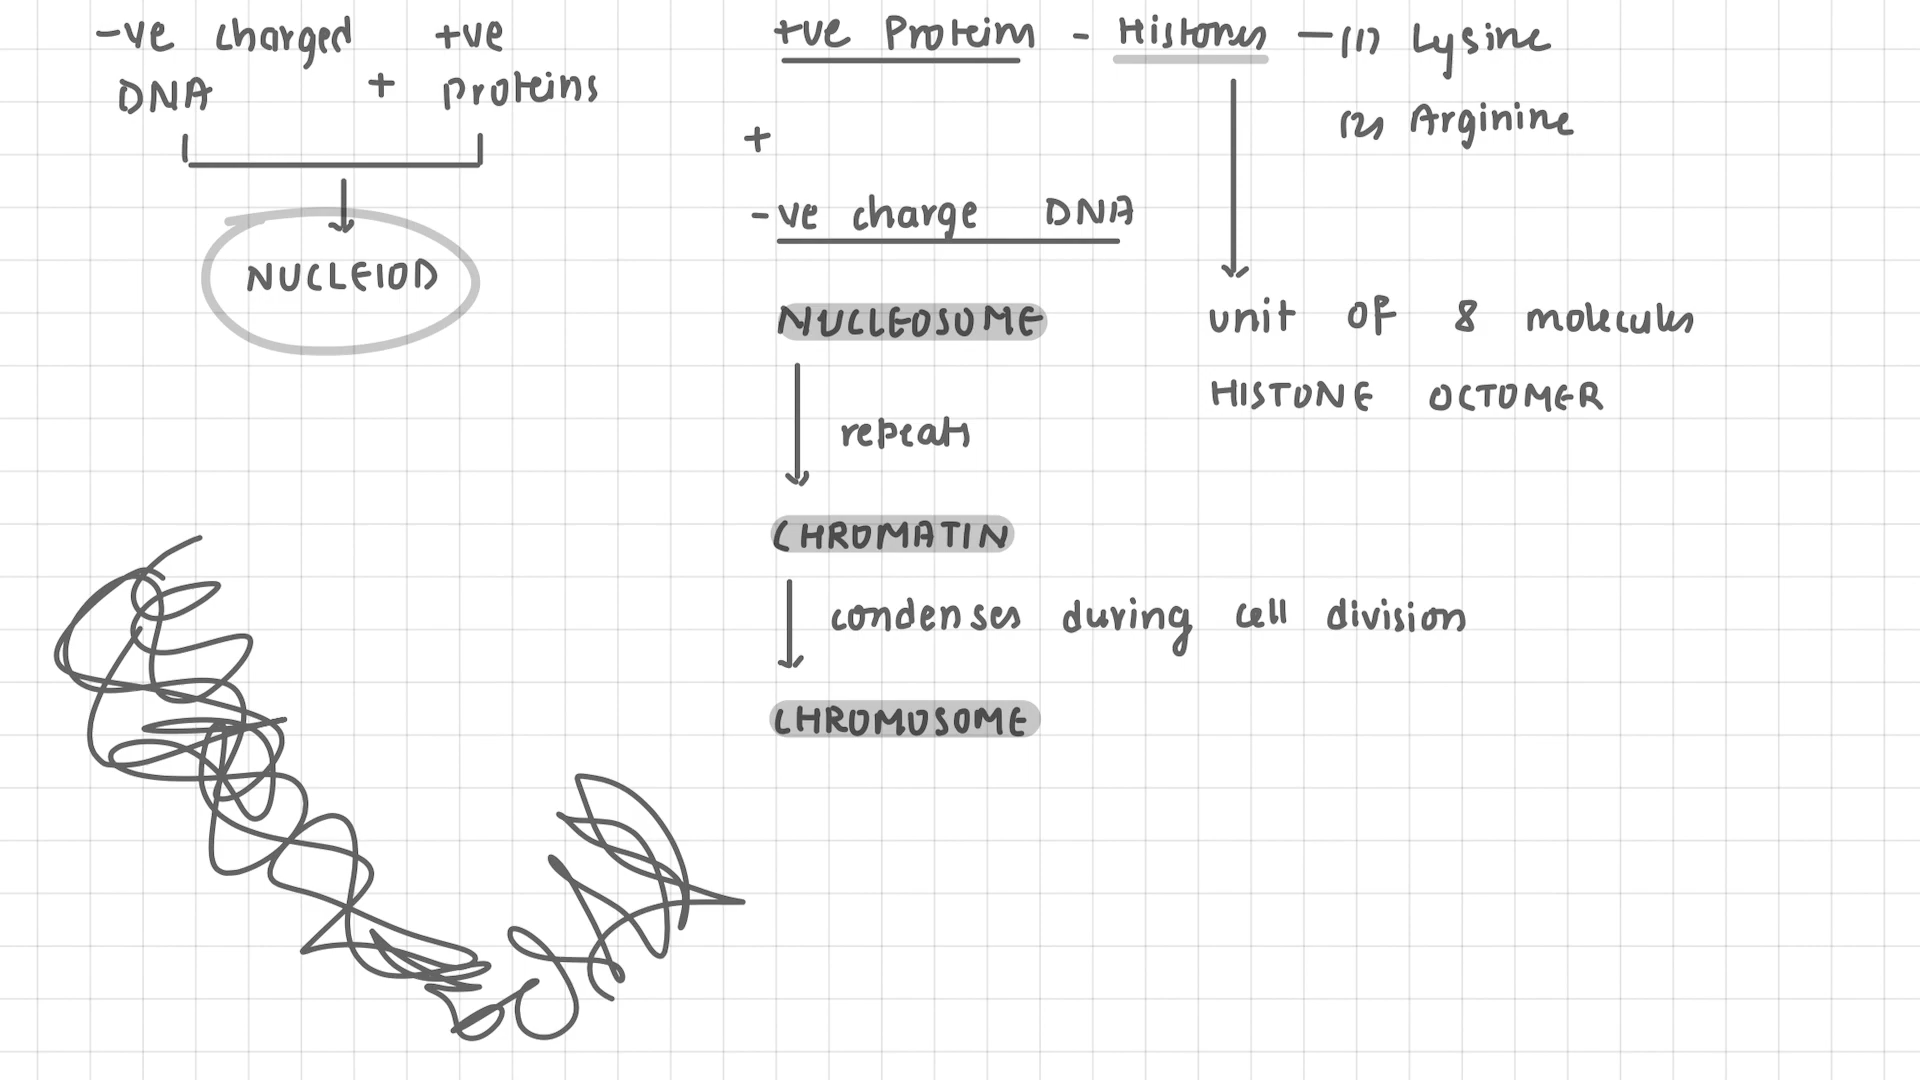 -ve charged +ve
DNA + proteins
NUCLEIOD
+ve Protein - Histones - (1) Lysine
(2) Arginine
+
-ve charge DNA
NUCLEOSOME
unit of 8 molecules
HISTONE OCTOMER
repeats
CHROMATIN
condenses during cell division
CHROMOSOME